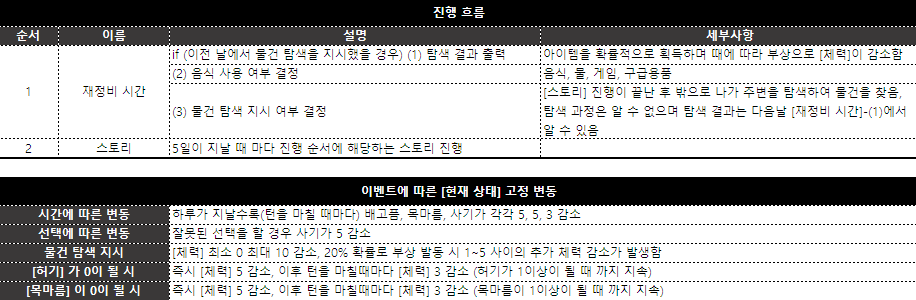 진행 흐름
순서 이름 설명 세부사항
1 재정비 시간 if (이전 날에서 물건 탐색을 지시했을 경우) (1) 탐색 결과 출력 아이템을 확률적으로 획득하며 때에 따라 부상으로 [체력]이 감소함
(2) 음식 사용 여부 결정 음식, 물, 게임, 구급용품
(3) 물건 탐색 지시 여부 결정 [스토리] 진행이 끝난 후 밖으로 나가 주변을 탐색하여 물건을 찾음,
탐색 과정은 알 수 없으며 탐색 결과는 다음날 [재정비 시간]-(1)에서
알 수 있음
2 스토리 5일이 지날 때 마다 진행 순서에 해당하는 스토리 진행
이벤트에 따른 [현재 상태] 고정 변동
시간에 따른 변동 하루가 지날수록(턴을 마칠 때마다) 배고픔, 목마름, 사기가 각각 5, 5, 3 감소
선택에 따른 변동 잘못된 선택을 할 경우 사기가 5 감소
물건 탐색 지시 [체력] 최소 0 최대 10 감소, 20% 확률로 부상 발동 시 1~5 사이의 추가 체력 감소가 발생함
[허기] 가 0이 될 시 즉시 [체력] 5 감소, 이후 턴을 마칠때마다 [체력] 3 감소 (허기가 1이상이 될 때 까지 지속)
[목마름] 이 0이 될 시 즉시 [체력] 5 감소, 이후 턴을 마칠때마다 [체력] 3 감소 (목마름이 1이상이 될 때 까지 지속)